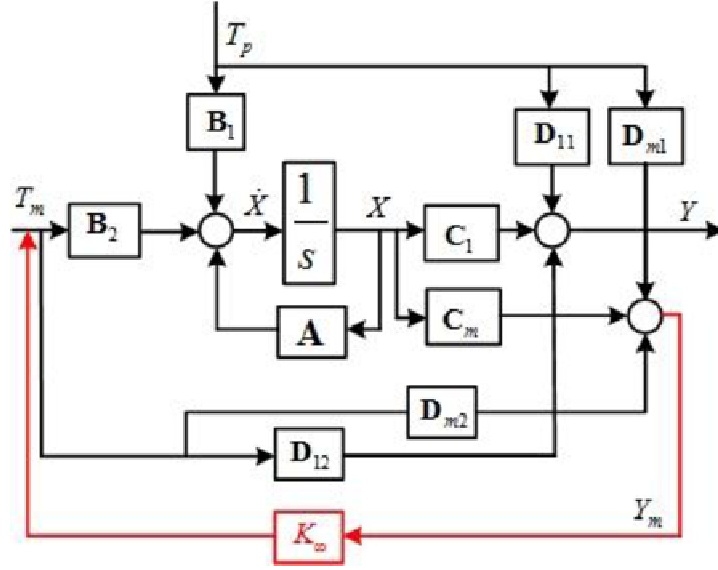 T_p
B_1
D_11
D_m1
T_m
B_2
Ẋ
1/s
X
C_1
Y
A
C_m
D_m2
D_12
Y_m
K_∞